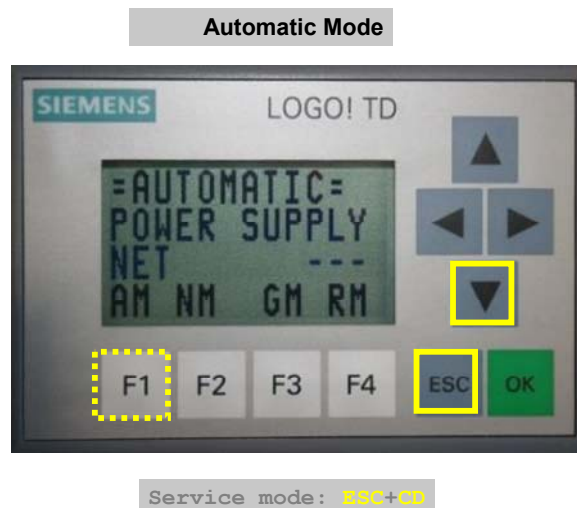 Automatic Mode
SIEMENS LOGO! TD
=AUTOMATIC=
POWER SUPPLY
NET ---
AM NM GM RM
F1 F2 F3 F4 ESC OK
Service mode: ESC+CD